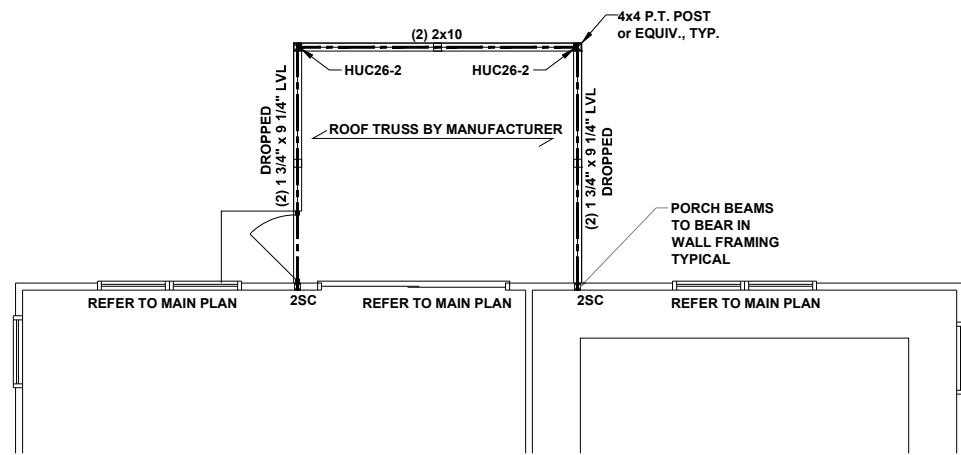 4x4 P.T. POST
or EQUIV., TYP.
(2) 2x10
HUC26-2
HUC26-2
DROPPED
(2) 1 3/4" x 9 1/4" LVL
ROOF TRUSS BY MANUFACTURER
(2) 1 3/4" x 9 1/4" LVL
DROPPED
PORCH BEAMS
TO BEAR IN
WALL FRAMING
TYPICAL
REFER TO MAIN PLAN
2SC
REFER TO MAIN PLAN
2SC
REFER TO MAIN PLAN